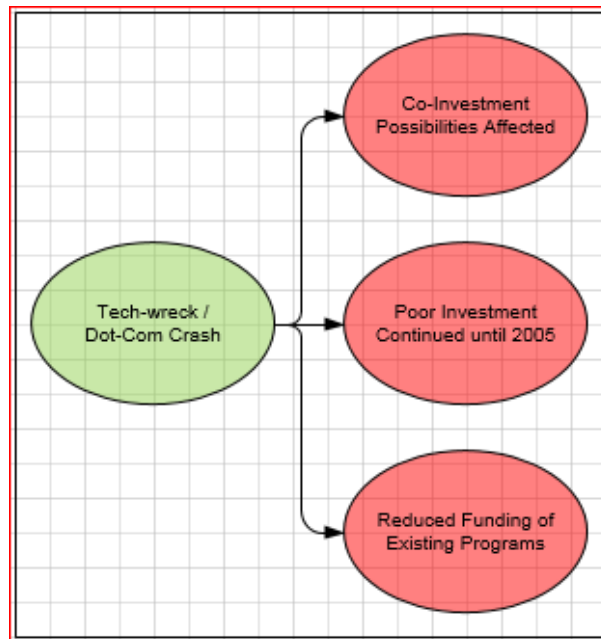 Co-Investment
Possibilities Affected
Tech-wreck /
Dot-Com Crash
Poor Investment
Continued until 2005
Reduced Funding of
Existing Programs